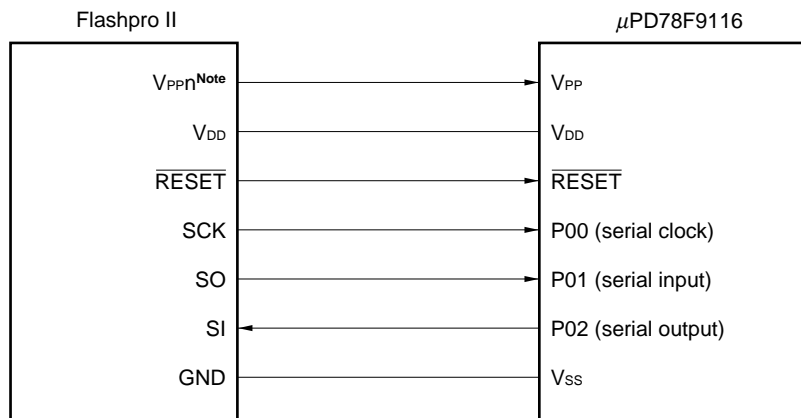 Flashpro II
μPD78F9116
VPPnNote
VPP
VDD
VDD
RESET
RESET
SCK
P00 (serial clock)
SO
P01 (serial input)
SI
P02 (serial output)
GND
VSS